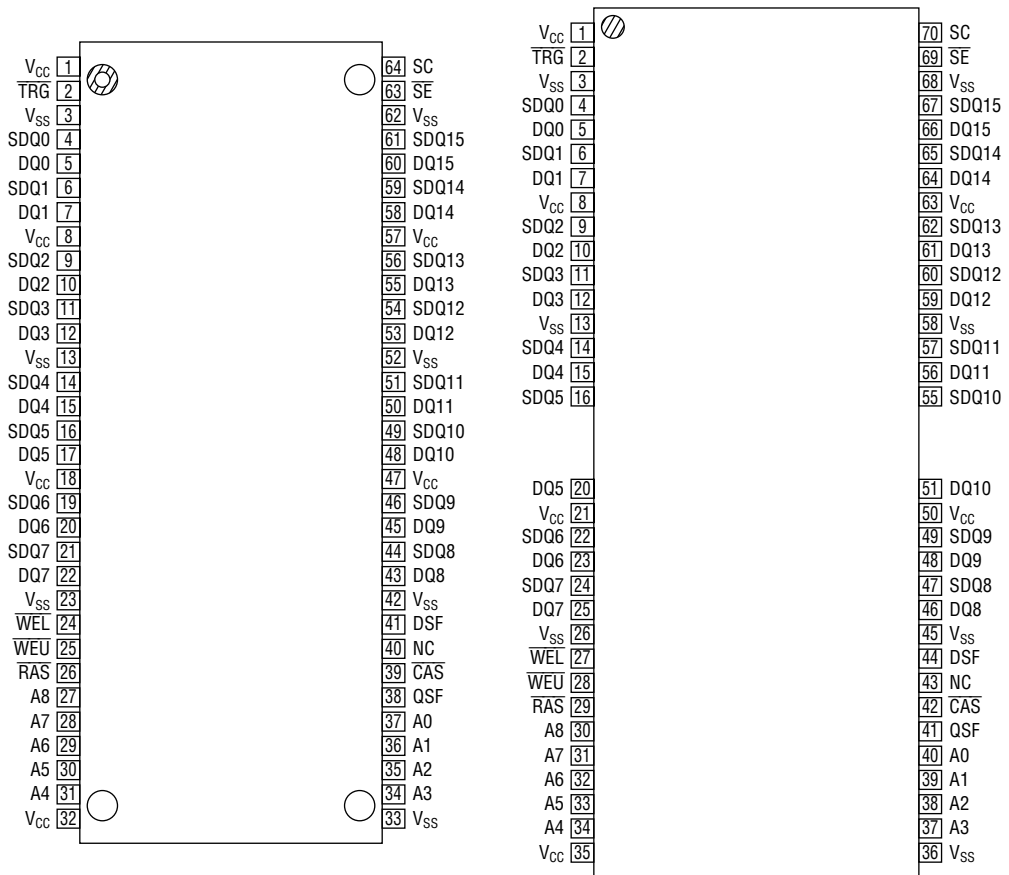 VCC 1 64 SC
TRG 2 63 SE
VSS 3 62 VSS
SDQ0 4 61 SDQ15
DQ0 5 60 DQ15
SDQ1 6 59 SDQ14
DQ1 7 58 DQ14
VCC 8 57 VCC
SDQ2 9 56 SDQ13
DQ2 10 55 DQ13
SDQ3 11 54 SDQ12
DQ3 12 53 DQ12
VSS 13 52 VSS
SDQ4 14 51 SDQ11
DQ4 15 50 DQ11
SDQ5 16 49 SDQ10
DQ5 17 48 DQ10
VCC 18 47 VCC
SDQ6 19 46 SDQ9
DQ6 20 45 DQ9
SDQ7 21 44 SDQ8
DQ7 22 43 DQ8
VSS 23 42 VSS
WEL 24 41 DSF
WEU 25 40 NC
RAS 26 39 CAS
A8 27 38 QSF
A7 28 37 A0
A6 29 36 A1
A5 30 35 A2
A4 31 34 A3
VCC 32 33 VSS
VCC 1 70 SC
TRG 2 69 SE
VSS 3 68 VSS
SDQ0 4 67 SDQ15
DQ0 5 66 DQ15
SDQ1 6 65 SDQ14
DQ1 7 64 DQ14
VCC 8 63 VCC
SDQ2 9 62 SDQ13
DQ2 10 61 DQ13
SDQ3 11 60 SDQ12
DQ3 12 59 DQ12
VSS 13 58 VSS
SDQ4 14 57 SDQ11
DQ4 15 56 DQ11
SDQ5 16 55 SDQ10
DQ5 20 51 DQ10
VCC 21 50 VCC
SDQ6 22 49 SDQ9
DQ6 23 48 DQ9
SDQ7 24 47 SDQ8
DQ7 25 46 DQ8
VSS 26 45 VSS
WEL 27 44 DSF
WEU 28 43 NC
RAS 29 42 CAS
A8 30 41 QSF
A7 31 40 A0
A6 32 39 A1
A5 33 38 A2
A4 34 37 A3
VCC 35 36 VSS